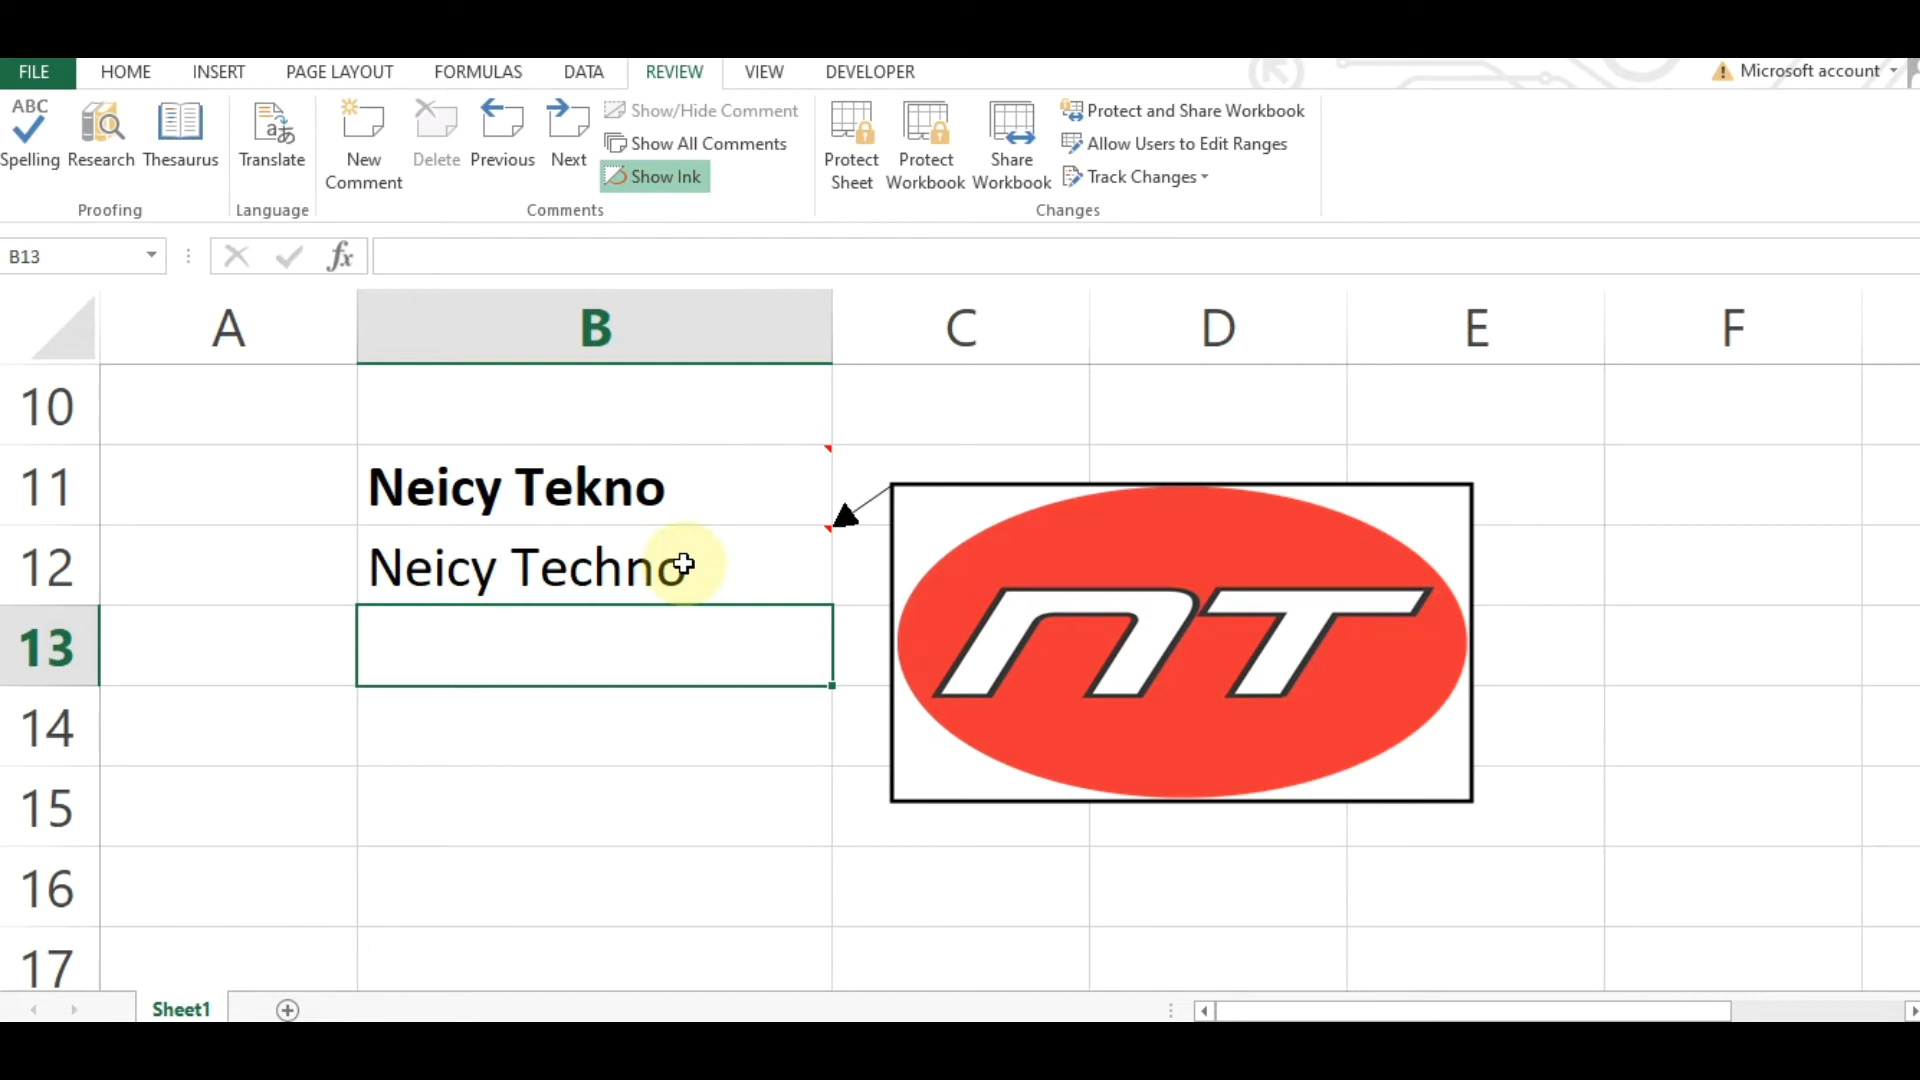 FILE HOME INSERT PAGE LAYOUT FORMULAS DATA REVIEW VIEW DEVELOPER Microsoft account
ABC
Spelling Research Thesaurus Translate New Comment Delete Previous Next
Show/Hide Comment
Show All Comments
Show Ink
Protect Sheet Protect Workbook Share Workbook
Protect and Share Workbook
Allow Users to Edit Ranges
Track Changes
Proofing Language Comments Changes
B13 fx
A B C D E F
10
11 Neicy Tekno
12 Neicy Techno
nT
13
14
15
16
17
Sheet1